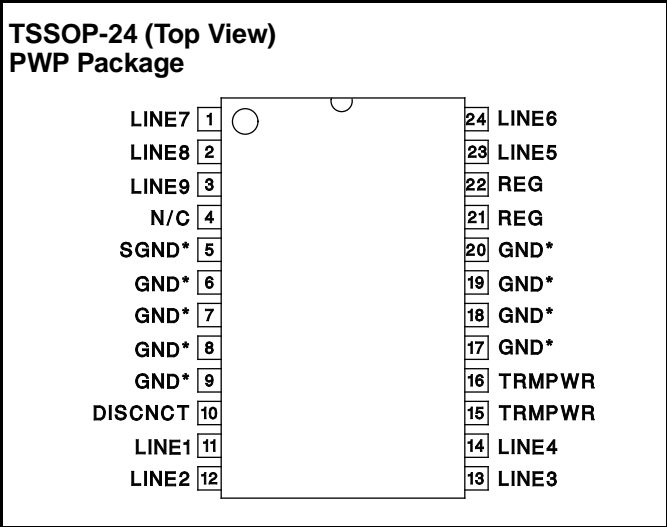 TSSOP-24 (Top View)
PWP Package
LINE7 1 24 LINE6
LINE8 2 23 LINE5
LINE9 3 22 REG
N/C 4 21 REG
SGND* 5 20 GND*
GND* 6 19 GND*
GND* 7 18 GND*
GND* 8 17 GND*
GND* 9 16 TRMPWR
DISCNCT 10 15 TRMPWR
LINE1 11 14 LINE4
LINE2 12 13 LINE3